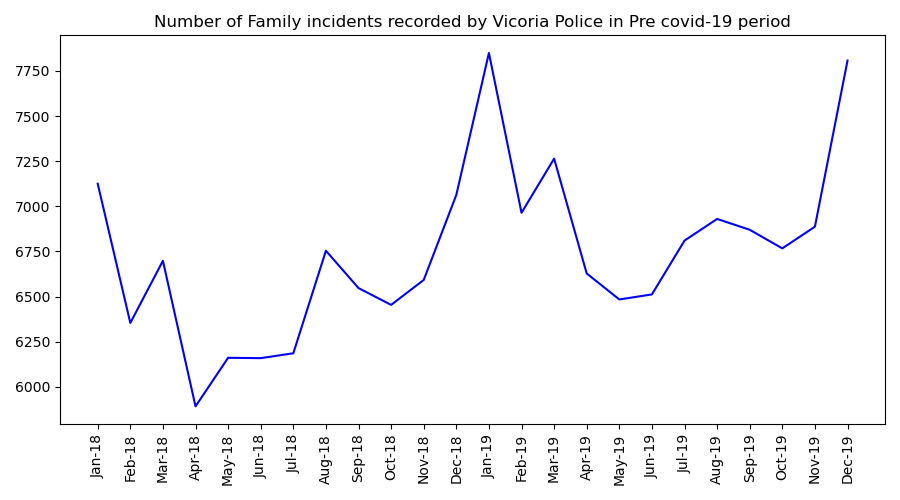 Number of Family incidents recorded by Vicoria Police in Pre covid-19 period
7750
7500
7250
7000
6750
6500
6250
6000
Jan-18
Feb-18
Mar-18
Apr-18
May-18
Jun-18
Jul-18
Aug-18
Sep-18
Oct-18
Nov-18
Dec-18
Jan-19
Feb-19
Mar-19
Apr-19
May-19
Jun-19
Jul-19
Aug-19
Sep-19
Oct-19
Nov-19
Dec-19